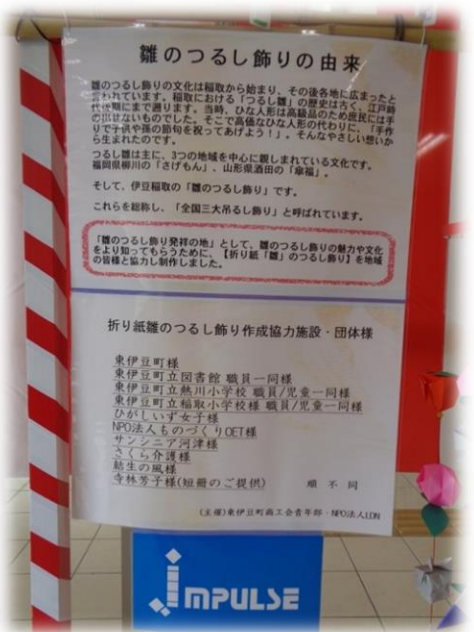 雛のつるし飾りの由来
雛のつるし飾りの文化は稲取から始まり、その後各地に広まったと
言われています。稲取における「つるし雛」の歴史は古く、江戸時
代後期にまで遡ります。当時、ひな人形は高級品のため庶民には手
の出せないものでした。そこで高価なひな人形の代わりに、「手作
りで子供や孫の節句を祝ってあげよう！」。そんなやさしい想いか
ら生まれたのです。
つるし雛は主に、3つの地域を中心に親しまれている文化です。
福岡県柳川の「さげもん」、山形県酒田の「傘福」。
そして、伊豆稲取の「雛のつるし飾り」です。
これらを総称し、「全国三大吊るし飾り」と呼ばれています。
「雛のつるし飾り発祥の地」として、雛のつるし飾りの魅力や文化
をより知ってもらうために、【折り紙「雛」のつるし飾り】を地域
の皆様と協力し制作しました。
折り紙雛のつるし飾り作成協力施設・団体様
東伊豆町様
東伊豆町立図書館 職員一同様
東伊豆町立熱川小学校 職員/児童一同様
東伊豆町立稲取小学校様 職員/児童一同様
ひがしいず女子様
NPO法人ものづくりOET様
サンシニア河津様
さくら介護様
鮎生の風様
寺林芳子様(短冊のご提供) 順不同
(主催)東伊豆町商工会青年部・NPO法人LDN
IMPULSE